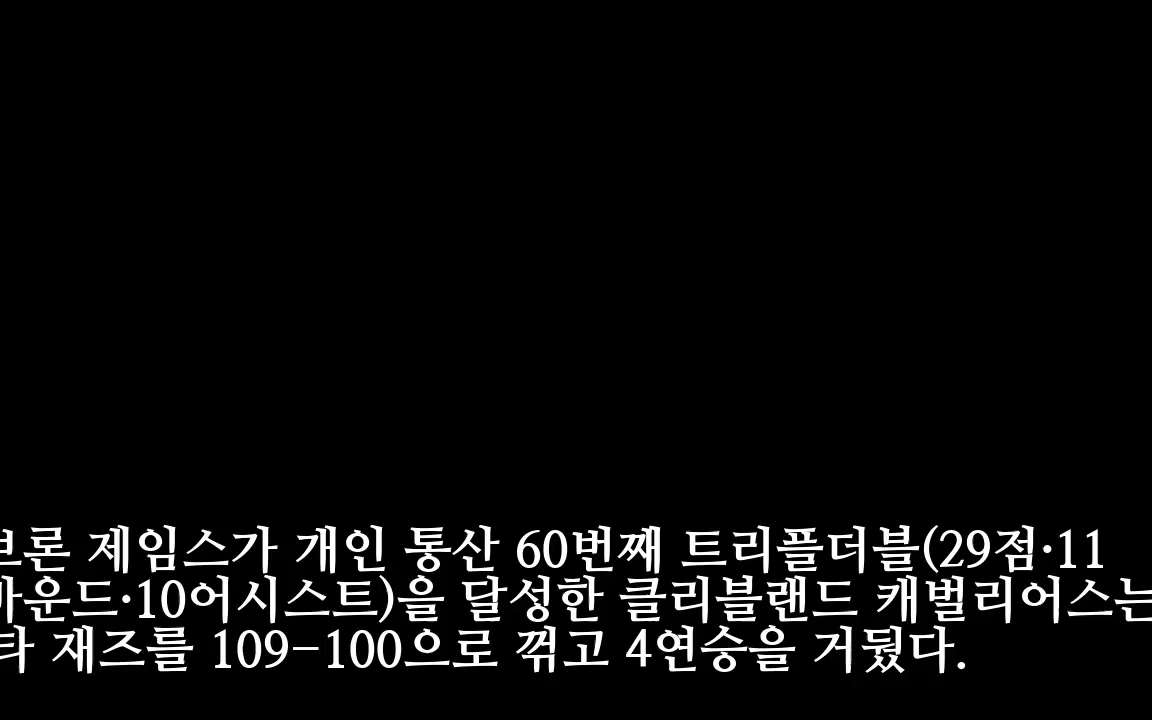 브론 제임스가 개인 통산 60번째 트리플더블(29점·11
바운드·10어시스트)을 달성한 클리블랜드 캐벌리어스는
타 재즈를 109-100으로 꺾고 4연승을 거뒀다.